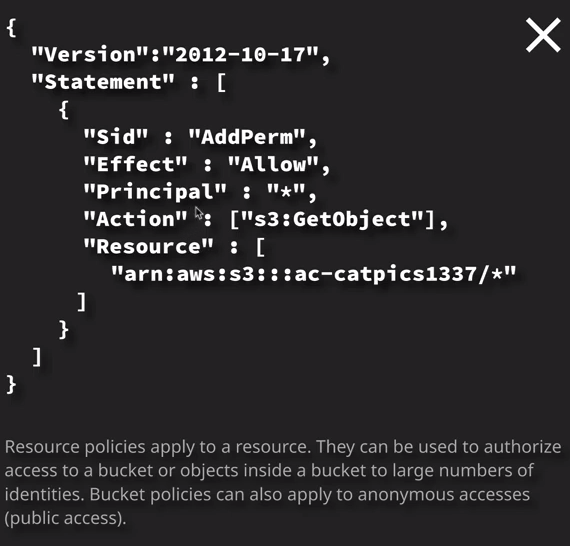 {
"Version":"2012-10-17",
"Statement" : [
{
"Sid" : "AddPerm",
"Effect" : "Allow",
"Principal" : "*",
"Action" : ["s3:GetObject"],
"Resource" : [
"arn:aws:s3:::ac-catpics1337/*"
]
}
]
}
Resource policies apply to a resource. They can be used to authorize
access to a bucket or objects inside a bucket to large numbers of
identities. Bucket policies can also apply to anonymous accesses
(public access).